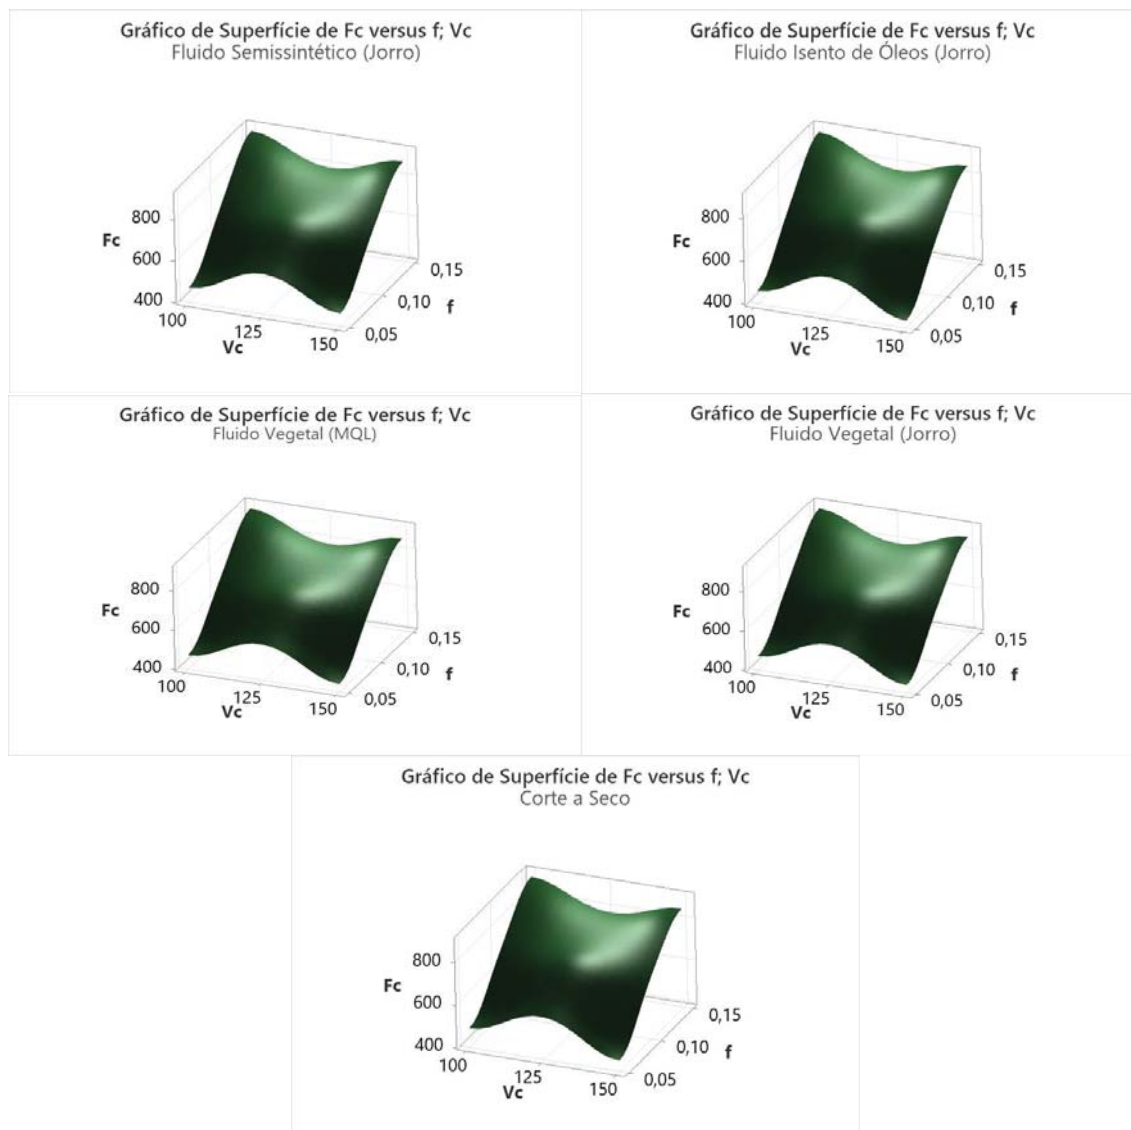 Gráfico de Superfície de Fc versus f; Vc
Fluido Semissintético (Jorro)
800
Fc
600
400
100
125
Vc
150
0,15
0,10
f
0,05
Gráfico de Superfície de Fc versus f; Vc
Fluido Isento de Óleos (Jorro)
800
Fc
600
400
100
125
Vc
150
0,15
0,10
f
0,05
Gráfico de Superfície de Fc versus f; Vc
Fluido Vegetal (MQL)
800
Fc
600
400
100
125
Vc
150
0,15
0,10
f
0,05
Gráfico de Superfície de Fc versus f; Vc
Fluido Vegetal (Jorro)
800
Fc
600
400
100
125
Vc
150
0,15
0,10
f
0,05
Gráfico de Superfície de Fc versus f; Vc
Corte a Seco
800
Fc
600
400
100
125
Vc
150
0,15
0,10
f
0,05